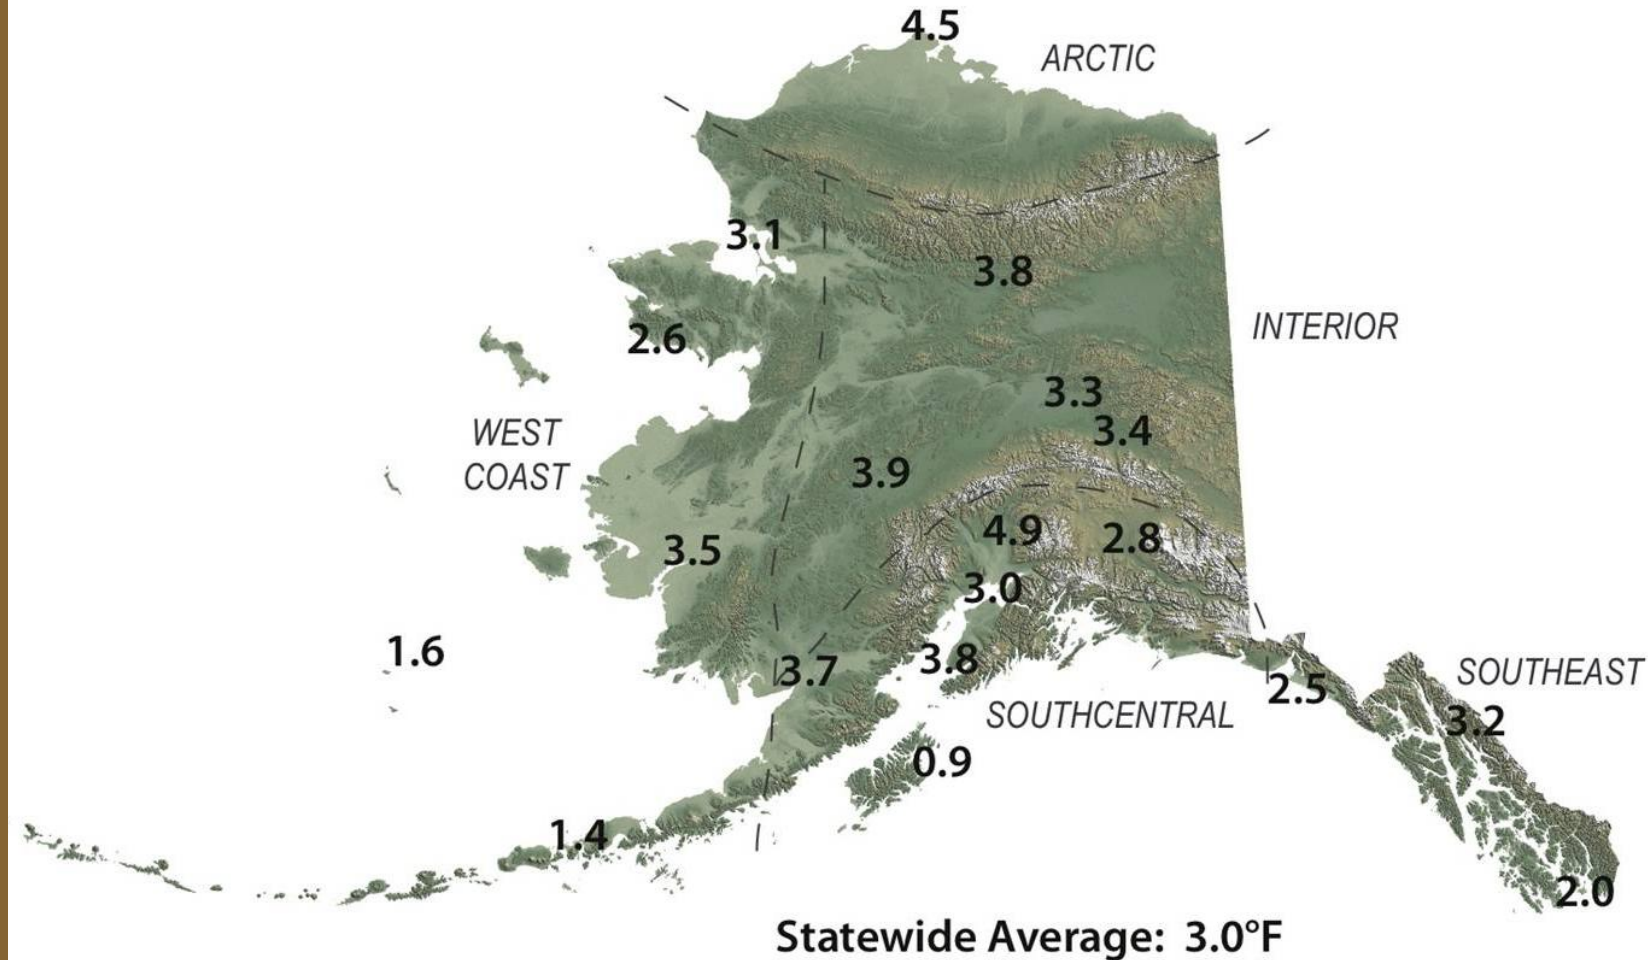 4.5
ARCTIC
3.1
3.8
INTERIOR
2.6
3.3
3.4
WEST
COAST
3.9
4.9
2.8
3.5
3.0
1.6
3.7
3.8
SOUTHEAST
2.5
SOUTHCENTRAL
3.2
0.9
1.4
2.0
Statewide Average: 3.0°F